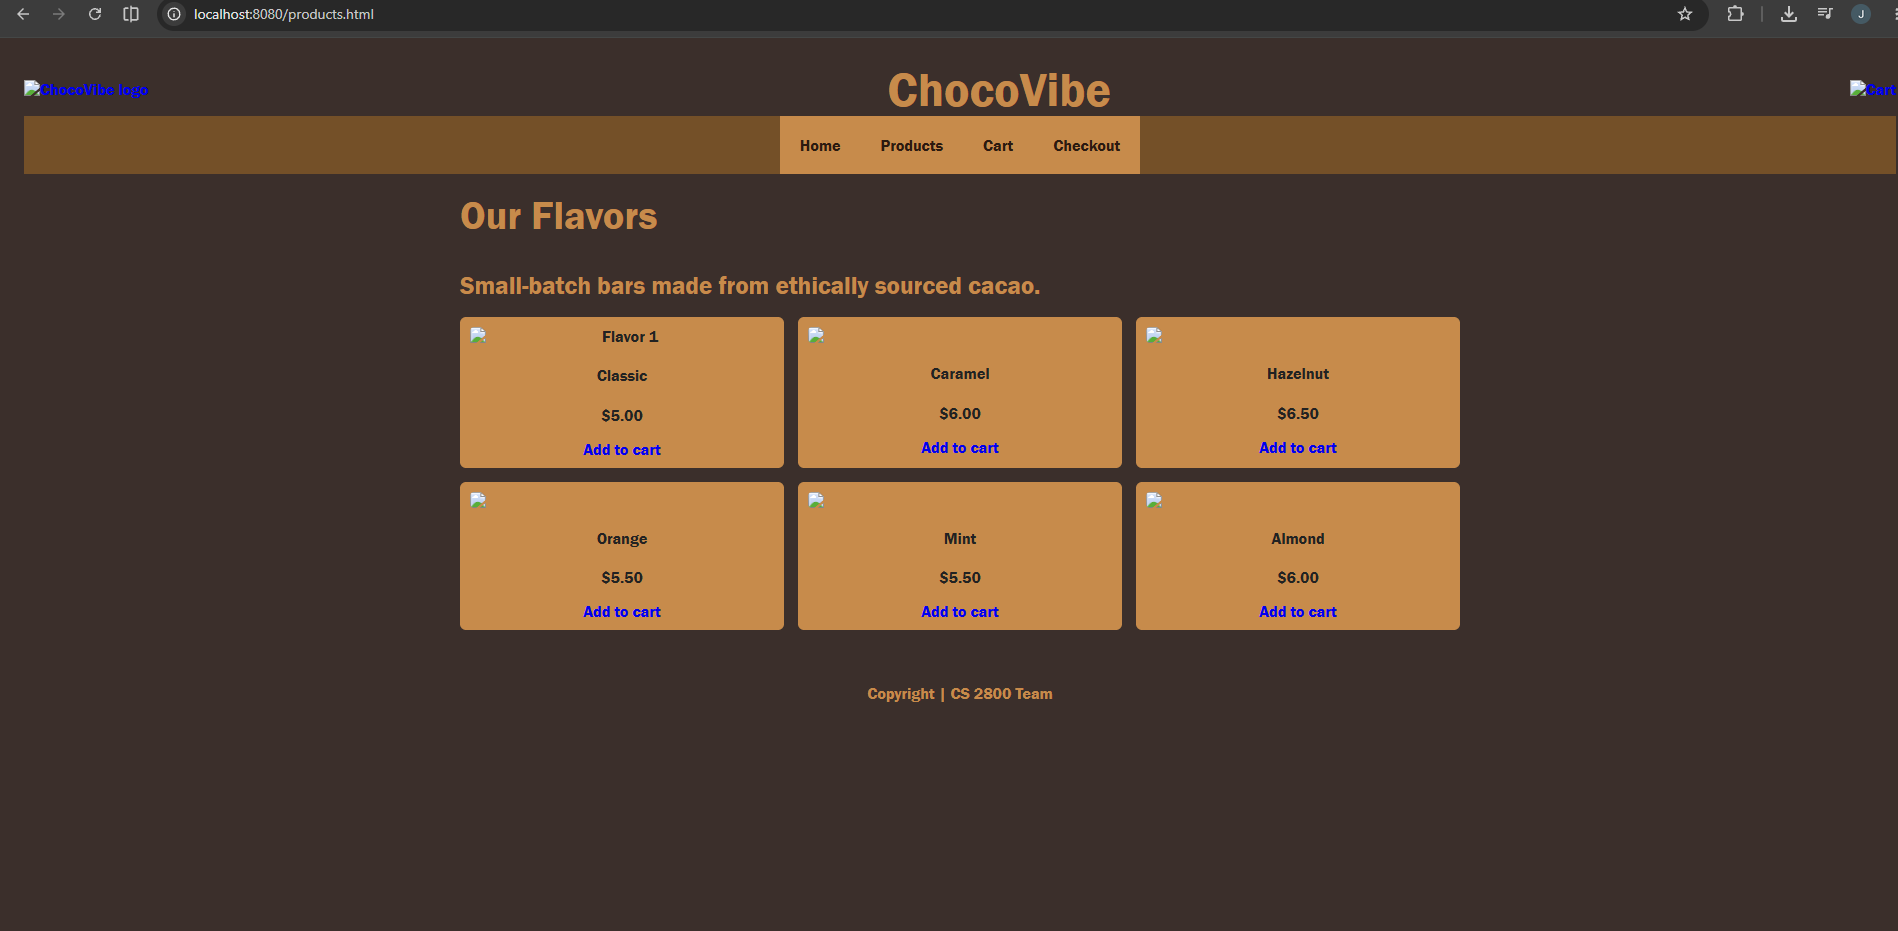 localhost:8080/products.html
J
ChocoVibe logo
ChocoVibe
Cart
Home Products Cart Checkout
Our Flavors
Small-batch bars made from ethically sourced cacao.
Flavor 1
Classic
$5.00
Add to cart
Caramel
$6.00
Add to cart
Hazelnut
$6.50
Add to cart
Orange
$5.50
Add to cart
Mint
$5.50
Add to cart
Almond
$6.00
Add to cart
Copyright | CS 2800 Team